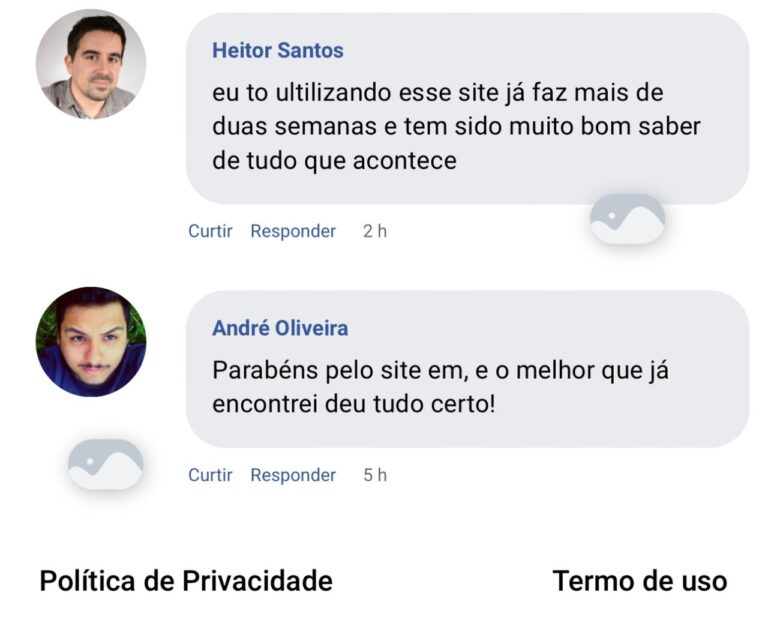 Heitor Santos
eu to ultilizando esse site já faz mais de
duas semanas e tem sido muito bom saber
de tudo que acontece
Curtir Responder 2 h
André Oliveira
Parabéns pelo site em, e o melhor que já
encontrei deu tudo certo!
Curtir Responder 5 h
Política de Privacidade Termo de uso